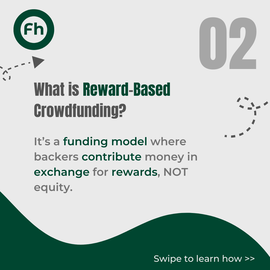 Fh
02
What is Reward-Based
Crowdfunding?
It's a funding model where
backers contribute money in
exchange for rewards, NOT
equity.
Swipe to learn how >>